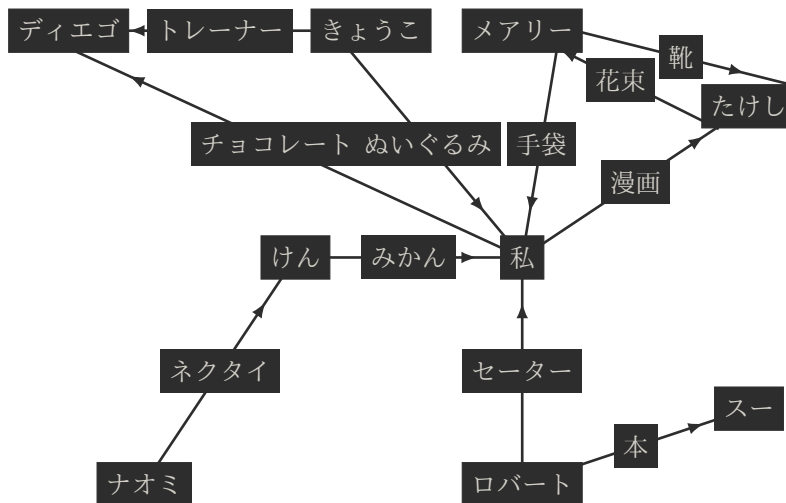 ディエゴ
トレーナー
きょうこ
メアリー
靴
花束
たけし
チョコレート
ぬいぐるみ
手袋
漫画
けん
みかん
私
ネクタイ
セーター
スー
本
ナオミ
ロバート